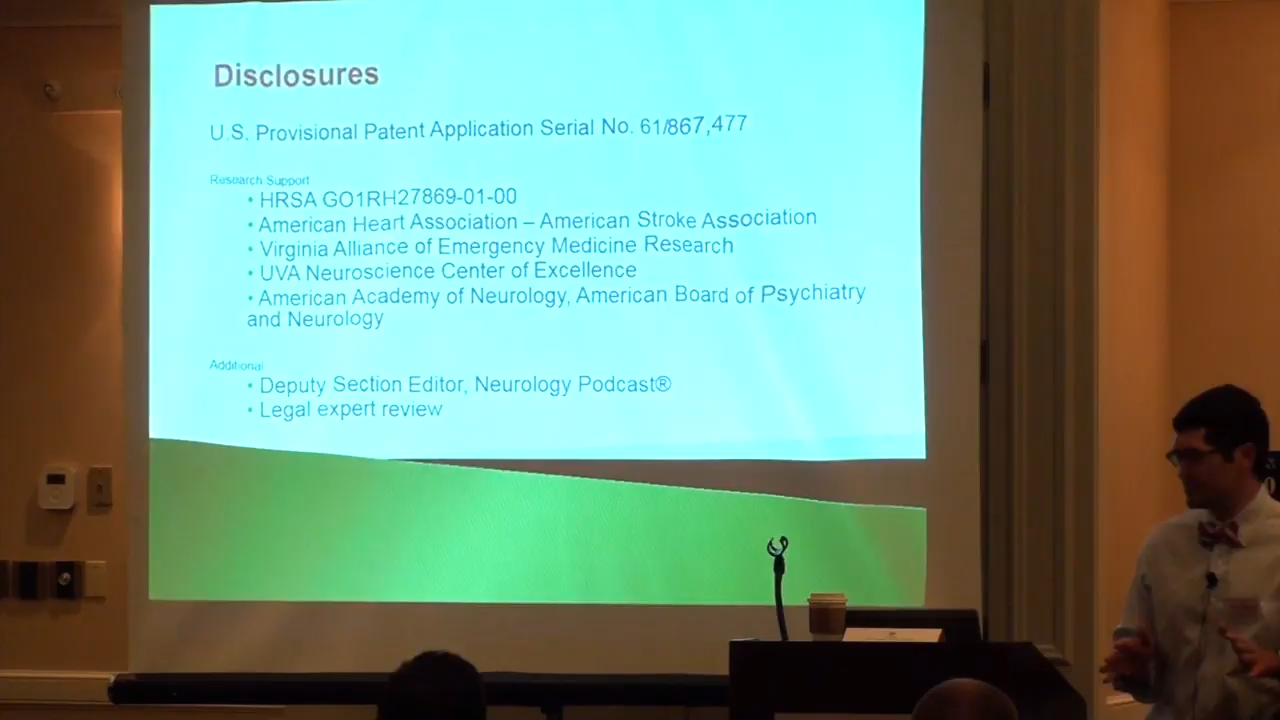 Disclosures
U.S. Provisional Patent Application Serial No. 61/867,477
Research Support
• HRSA GO1RH27869-01-00
• American Heart Association – American Stroke Association
• Virginia Alliance of Emergency Medicine Research
• UVA Neuroscience Center of Excellence
• American Academy of Neurology, American Board of Psychiatry
and Neurology
Additional
• Deputy Section Editor, Neurology Podcast®
• Legal expert review